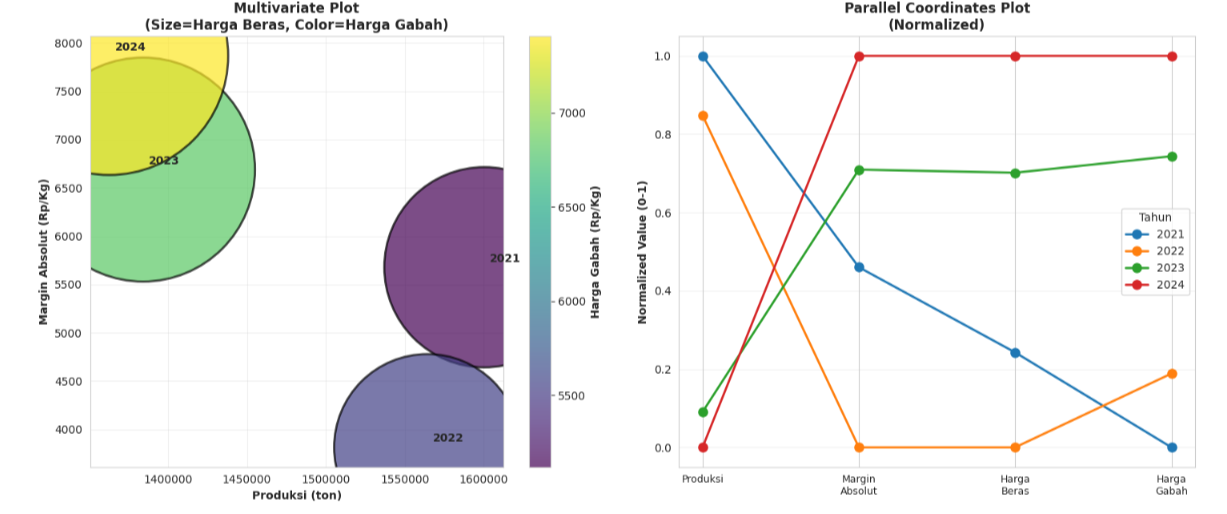 Multivariate Plot
(Size=Harga Beras, Color=Harga Gabah)
Margin Absolut (Rp/Kg)
8000
7500
7000
6500
6000
5500
5000
4500
4000
2024
2023
2021
2022
1400000 1450000 1500000 1550000 1600000
Produksi (ton)
7000
6500
6000
5500
Harga Gabah (Rp/Kg)
Parallel Coordinates Plot
(Normalized)
Normalized Value (0-1)
1.0
0.8
0.6
0.4
0.2
0.0
Tahun
2021
2022
2023
2024
Produksi Margin Harga Harga
Absolut Beras Gabah